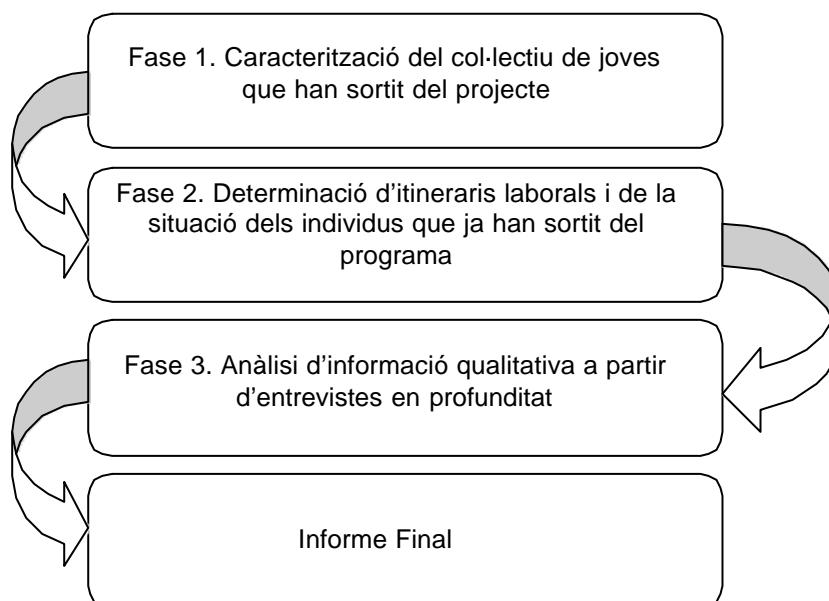 Fase 1. Caracterització del col·lectiu de joves
que han sortit del projecte
Fase 2. Determinació d’itineraris laborals i de la
situació dels individus que ja han sortit del
programa
Fase 3. Anàlisi d’informació qualitativa a partir
d’entrevistes en profunditat
Informe Final